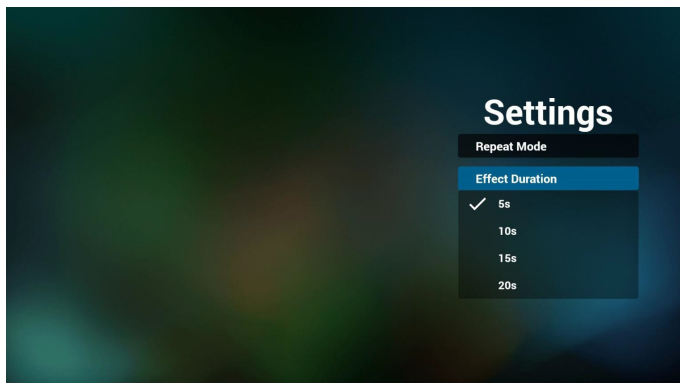 Settings
Repeat Mode
Effect Duration
5s
10s
15s
20s